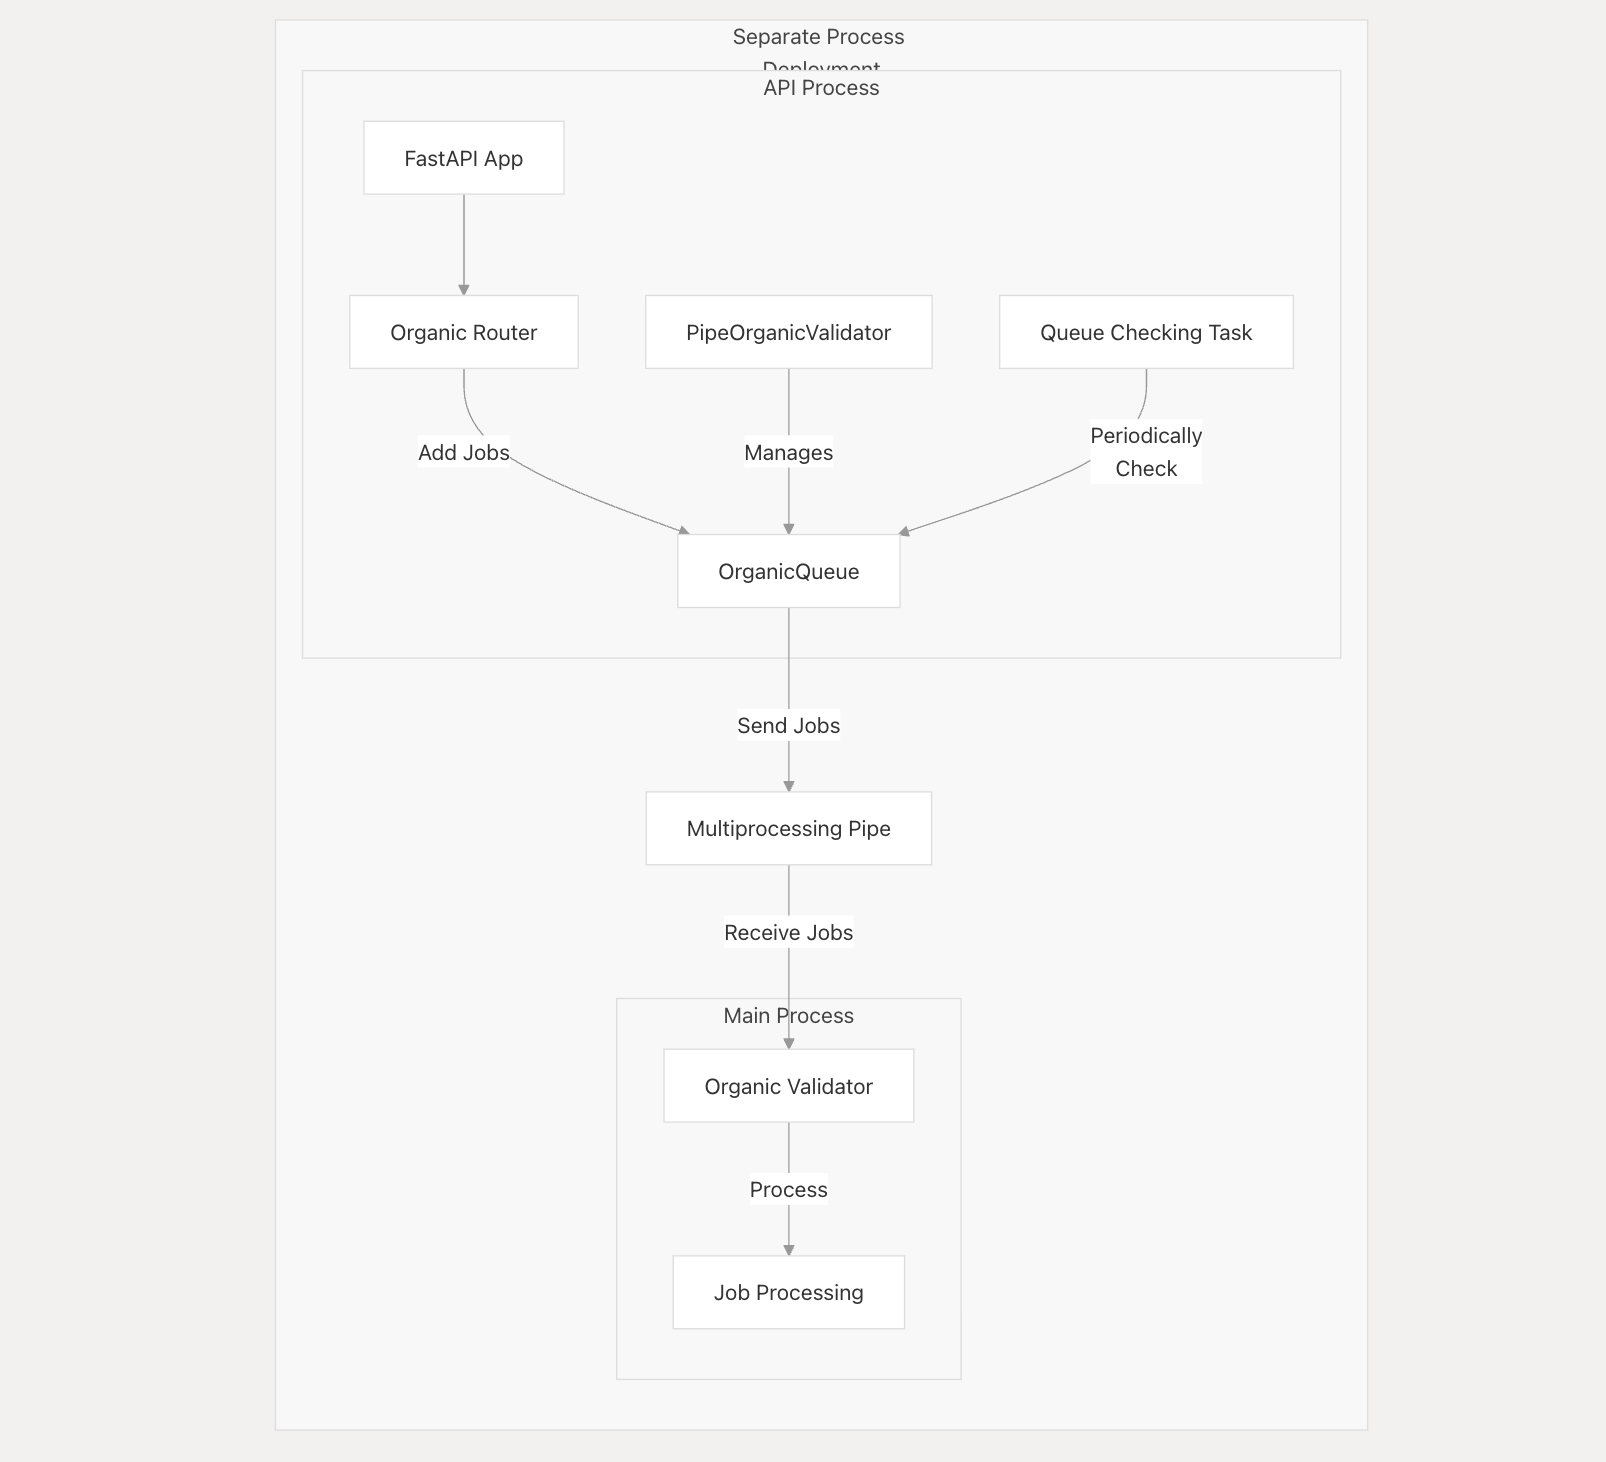 Separate Process
Deployment
API Process
FastAPI App
Organic Router
PipeOrganicValidator
Queue Checking Task
Add Jobs
Manages
Periodically
Check
OrganicQueue
Send Jobs
Multiprocessing Pipe
Receive Jobs
Main Process
Organic Validator
Process
Job Processing